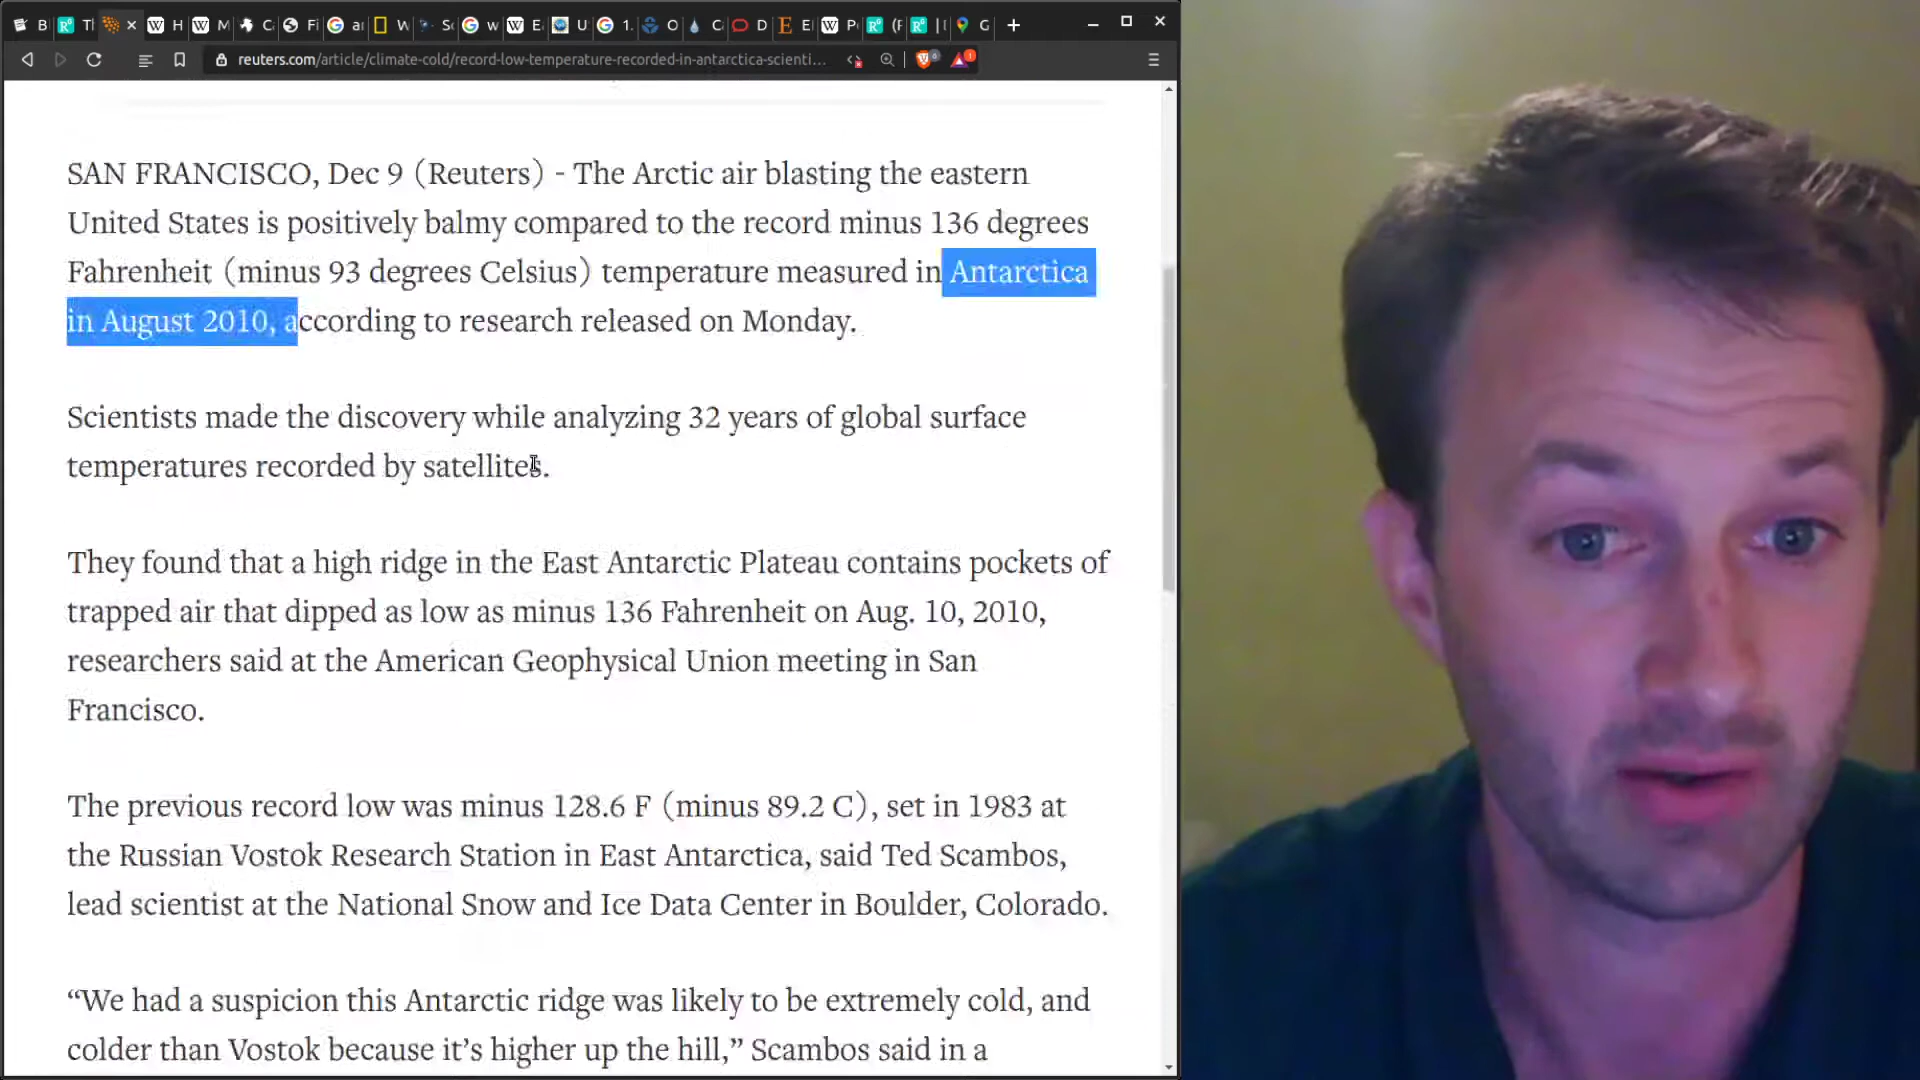 reuters.com/article/climate-cold/record-low-temperature-recorded-in-antarctica-scienti...
SAN FRANCISCO, Dec 9 (Reuters) - The Arctic air blasting the eastern
United States is positively balmy compared to the record minus 136 degrees
Fahrenheit (minus 93 degrees Celsius) temperature measured in Antarctica
in August 2010, according to research released on Monday.
Scientists made the discovery while analyzing 32 years of global surface
temperatures recorded by satellites.
They found that a high ridge in the East Antarctic Plateau contains pockets of
trapped air that dipped as low as minus 136 Fahrenheit on Aug. 10, 2010,
researchers said at the American Geophysical Union meeting in San
Francisco.
The previous record low was minus 128.6 F (minus 89.2 C), set in 1983 at
the Russian Vostok Research Station in East Antarctica, said Ted Scambos,
lead scientist at the National Snow and Ice Data Center in Boulder, Colorado.
“We had a suspicion this Antarctic ridge was likely to be extremely cold, and
colder than Vostok because it’s higher up the hill,” Scambos said in a